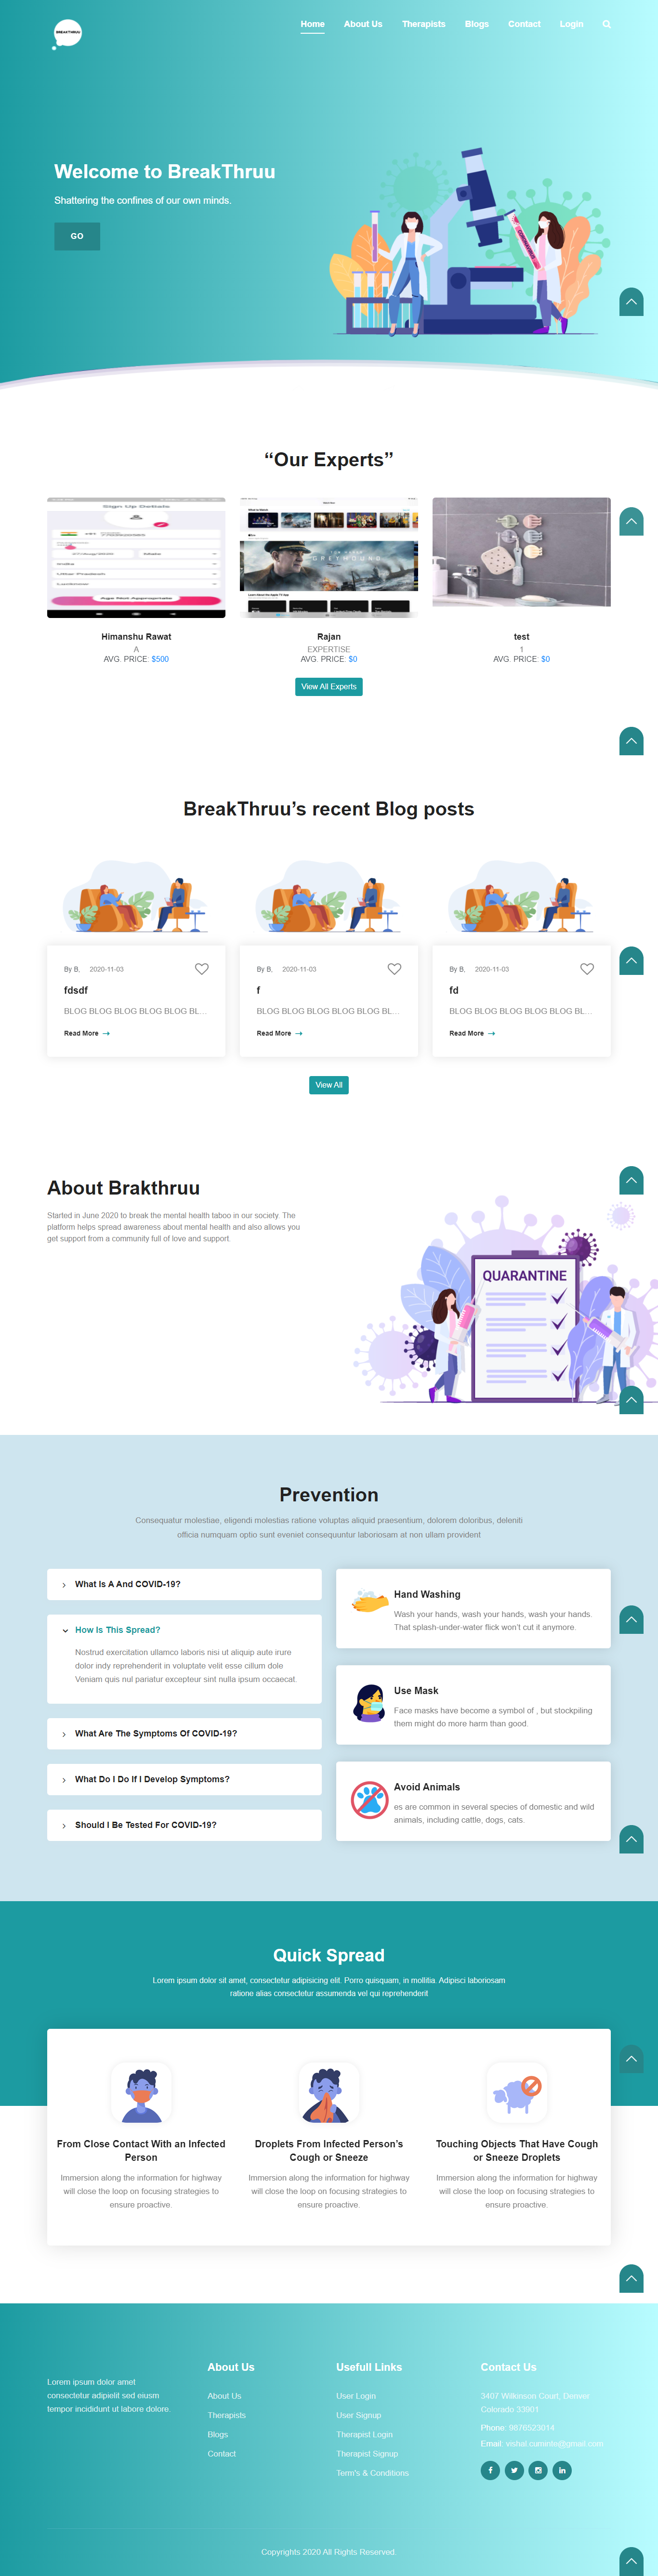 BREAKTHRUU
Home About Us Therapists Blogs Contact Login
Welcome to BreakThruu
Shattering the confines of our own minds.
GO
“Our Experts”
Sign Up Details
GREYHOUND
Himanshu Rawat
A
AVG. PRICE: $500
Rajan
EXPERTISE
AVG. PRICE: $0
test
1
AVG. PRICE: $0
View All Experts
BreakThruu’s recent Blog posts
By B, 2020-11-03
fdsdf
BLOG BLOG BLOG BLOG BLOG BL...
Read More
By B, 2020-11-03
f
BLOG BLOG BLOG BLOG BLOG BL...
Read More
By B, 2020-11-03
fd
BLOG BLOG BLOG BLOG BLOG BL...
Read More
View All
About Brakthruu
Started in June 2020 to break the mental health taboo in our society. The
platform helps spread awareness about mental health and also allows you
get support from a community full of love and support.
QUARANTINE
Prevention
Consequatur molestiae, eligendi molestias ratione voluptas aliquid praesentium, dolorem doloribus, deleniti
officia numquam optio sunt eveniet consequuntur laboriosam at non ullam provident
What Is A And COVID-19?
How Is This Spread?
Nostrud exercitation ullamco laboris nisi ut aliquip aute irure
dolor indy reprehenderit in voluptate velit esse cillum dole
Veniam quis nul pariatur excepteur sint nulla ipsum occaecat.
What Are The Symptoms Of COVID-19?
What Do I Do If I Develop Symptoms?
Should I Be Tested For COVID-19?
Hand Washing
Wash your hands, wash your hands, wash your hands.
That splash-under-water flick won’t cut it anymore.
Use Mask
Face masks have become a symbol of , but stockpiling
them might do more harm than good.
Avoid Animals
es are common in several species of domestic and wild
animals, including cattle, dogs, cats.
Quick Spread
Lorem ipsum dolor sit amet, consectetur adipisicing elit. Porro quisquam, in mollitia. Adipisci laboriosam
ratione alias consectetur assumenda vel qui reprehenderit
From Close Contact With an Infected
Person
Immersion along the information for highway
will close the loop on focusing strategies to
ensure proactive.
Droplets From Infected Person’s
Cough or Sneeze
Immersion along the information for highway
will close the loop on focusing strategies to
ensure proactive.
Touching Objects That Have Cough
or Sneeze Droplets
Immersion along the information for highway
will close the loop on focusing strategies to
ensure proactive.
Lorem ipsum dolor amet
consectetur adipielit sed eiusm
tempor incididunt ut labore dolore.
About Us
About Us
Therapists
Blogs
Contact
Usefull Links
User Login
User Signup
Therapist Login
Therapist Signup
Term's & Conditions
Contact Us
3407 Wilkinson Court, Denver
Colorado 33901
Phone: 9876523014
Email: vishal.cuminte@gmail.com
Copyrights 2020 All Rights Reserved.